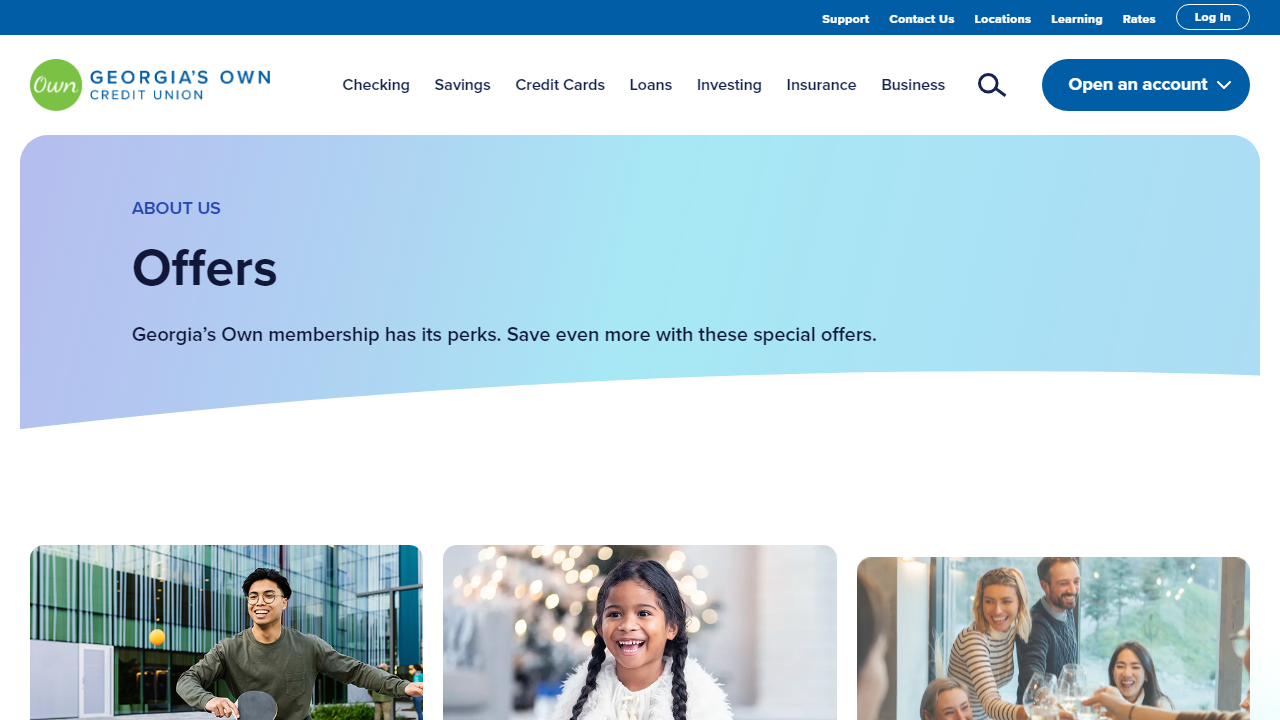 Support Contact Us Locations Learning Rates Log In
Own GEORGIA'S OWN
CREDIT UNION
Checking Savings Credit Cards Loans Investing Insurance Business Open an account
ABOUT US
Offers
Georgia’s Own membership has its perks. Save even more with these special offers.